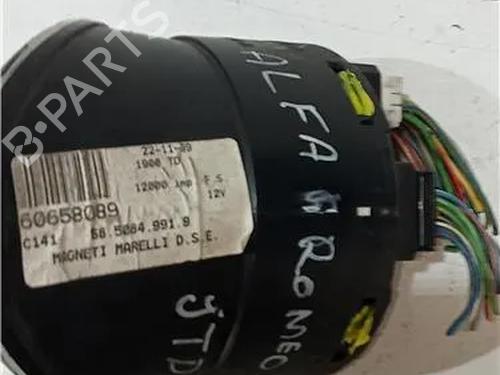 B-PARTS
22-11-99
1900 TD
12000 imp
F.S.
12V
60658089
C141
68.5084.991.9
MAGNETI MARELLI D.S.E.
ALFA
ROMEO
JTD